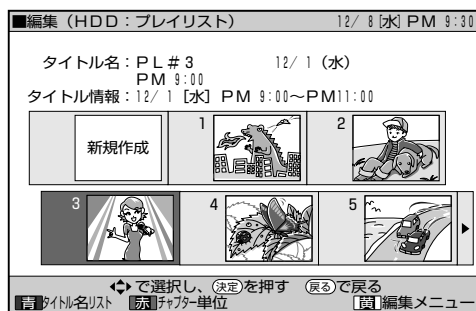 ■編集（HDD：プレイリスト） 12/ 8 [水] PM 9:30
タイトル名：PL＃3 12/ 1 (水)
PM 9:00
タイトル情報：12/ 1 [水] PM 9:00〜PM11:00
新規作成
1
2
3
4
5
で選択し、決定を押す 戻るで戻る
青 タイトル名リスト 赤 チャプター単位 黄 編集メニュー